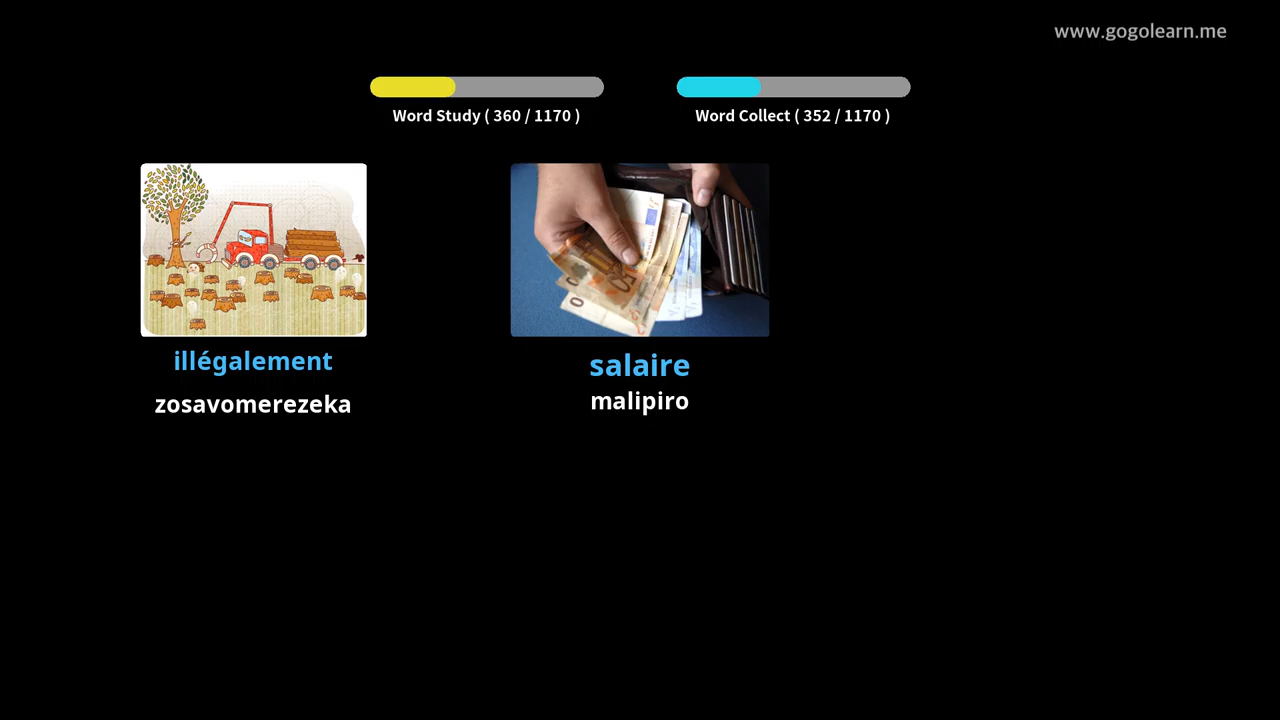 www.gogolearn.me
Word Study ( 360 / 1170 )
Word Collect ( 352 / 1170 )
illégalement
zosavomerezeka
salaire
malipiro